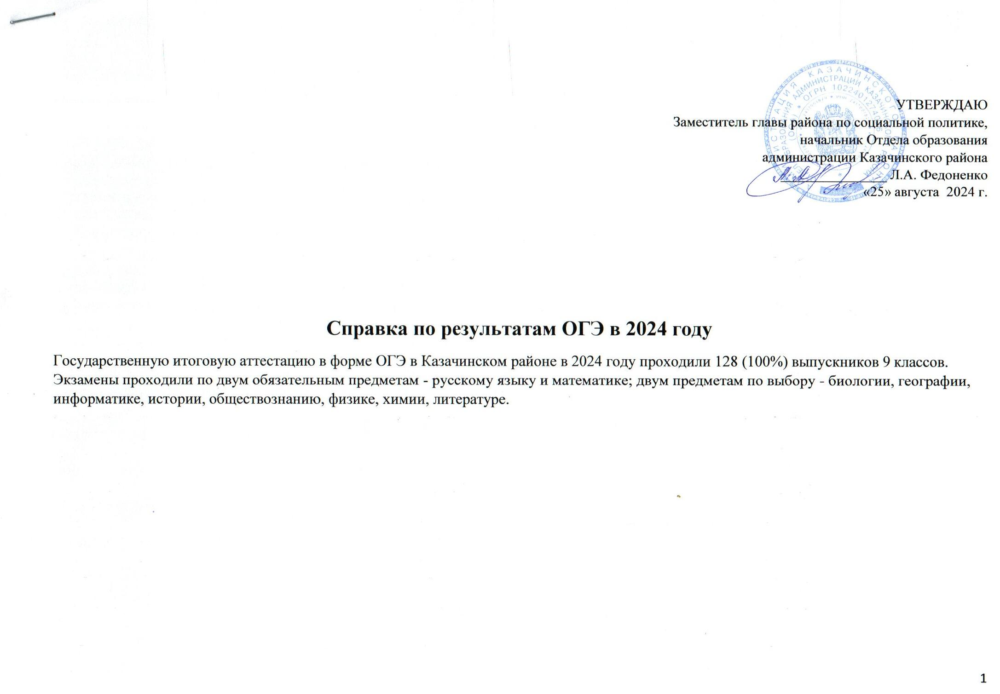 УТВЕРЖДАЮ
Заместитель главы района по социальной политике,
начальник Отдела образования
администрации Казачинского района
Л.А. Федоненко
«25» августа 2024 г.
Справка по результатам ОГЭ в 2024 году
Государственную итоговую аттестацию в форме ОГЭ в Казачинском районе в 2024 году проходили 128 (100%) выпускников 9 классов.
Экзамены проходили по двум обязательным предметам - русскому языку и математике; двум предметам по выбору - биологии, географии,
информатике, истории, обществознанию, физике, химии, литературе.
1